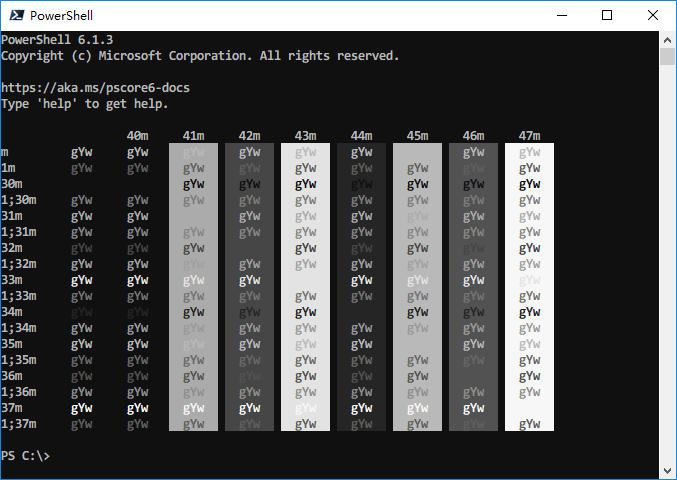 PowerShell
PowerShell 6.1.3
Copyright (c) Microsoft Corporation. All rights reserved.
https://aka.ms/pscore6-docs
Type 'help' to get help.
40m 41m 42m 43m 44m 45m 46m 47m
m gYw gYw gYw gYw gYw gYw gYw gYw gYw
1m gYw gYw gYw gYw gYw gYw gYw gYw gYw
30m gYw gYw gYw gYw gYw gYw gYw
1;30m gYw gYw gYw gYw gYw gYw gYw gYw gYw
31m gYw gYw gYw gYw gYw gYw gYw gYw
1;31m gYw gYw gYw gYw gYw gYw gYw gYw gYw
32m gYw gYw gYw gYw gYw gYw gYw gYw
1;32m gYw gYw gYw gYw gYw gYw gYw gYw gYw
33m gYw gYw gYw gYw gYw gYw gYw gYw
1;33m gYw gYw gYw gYw gYw gYw gYw gYw gYw
34m gYw gYw gYw gYw gYw gYw gYw gYw
1;34m gYw gYw gYw gYw gYw gYw gYw gYw gYw
35m gYw gYw gYw gYw gYw gYw gYw gYw
1;35m gYw gYw gYw gYw gYw gYw gYw gYw gYw
36m gYw gYw gYw gYw gYw gYw gYw gYw
1;36m gYw gYw gYw gYw gYw gYw gYw gYw gYw
37m gYw gYw gYw gYw gYw gYw gYw gYw
1;37m gYw gYw gYw gYw gYw gYw gYw gYw gYw
PS C:\>